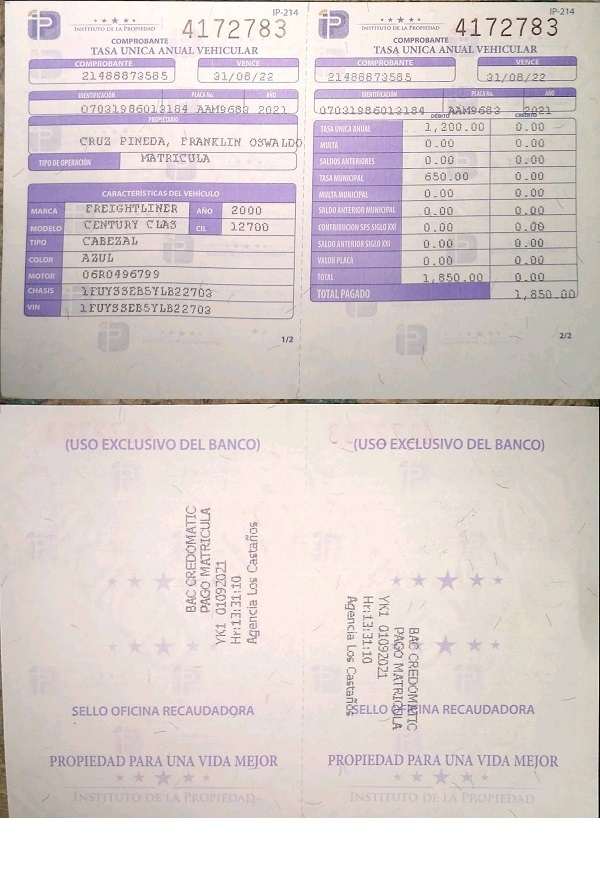 IP-214
iP INSTITUTO DE LA PROPIEDAD 4172783
COMPROBANTE
TASA UNICA ANUAL VEHICULAR
COMPROBANTE VENCE
21488873585 31/08/22
IDENTIFICACIÓN PLACA No. AÑO
07031986013184 AAM9683 2021
PROPIETARIO
CRUZ PINEDA, FRANKLIN OSWALDO
TIPO DE OPERACIÓN MATRICULA
CARACTERÍSTICAS DEL VEHÍCULO
MARCA FREIGHTLINER AÑO 2000
MODELO CENTURY CLAS CIL 12700
TIPO CABEZAL
COLOR AZUL
MOTOR 06R0496799
CHASIS 1FUYSSEB5YLB22703
VIN 1FUYSSEB5YLB22703
1/2
IP-214
iP INSTITUTO DE LA PROPIEDAD 4172783
COMPROBANTE
TASA UNICA ANUAL VEHICULAR
COMPROBANTE VENCE
21488873585 31/08/22
IDENTIFICACIÓN PLACA No. AÑO
07031986013184 AAM9683 2021
DÉBITO CRÉDITO
TASA UNICA ANUAL 1,200.00 0.00
MULTA 0.00 0.00
SALDOS ANTERIORES 0.00 0.00
TASA MUNICIPAL 650.00 0.00
MULTA MUNICIPAL 0.00 0.00
SALDO ANTERIOR MUNICIPAL 0.00 0.00
CONTRIBUCION SPS SIGLO XXI 0.00 0.00
SALDO ANTERIOR SIGLO XXI 0.00 0.00
VALOR PLACA 0.00 0.00
TOTAL 1,850.00 0.00
TOTAL PAGADO 1,850.00
2/2
(USO EXCLUSIVO DEL BANCO)
BAC CREDOMATIC
PAGO MATRICULA
YK1 01092021
Hr:13:31:10
Agencia Los Castaños
SELLO OFICINA RECAUDADORA
PROPIEDAD PARA UNA VIDA MEJOR
INSTITUTO DE LA PROPIEDAD
(USO EXCLUSIVO DEL BANCO)
BAC CREDOMATIC
PAGO MATRICULA
YK1 01092021
Hr:13:31:10
Agencia Los Castaños
SELLO OFICINA RECAUDADORA
PROPIEDAD PARA UNA VIDA MEJOR
INSTITUTO DE LA PROPIEDAD